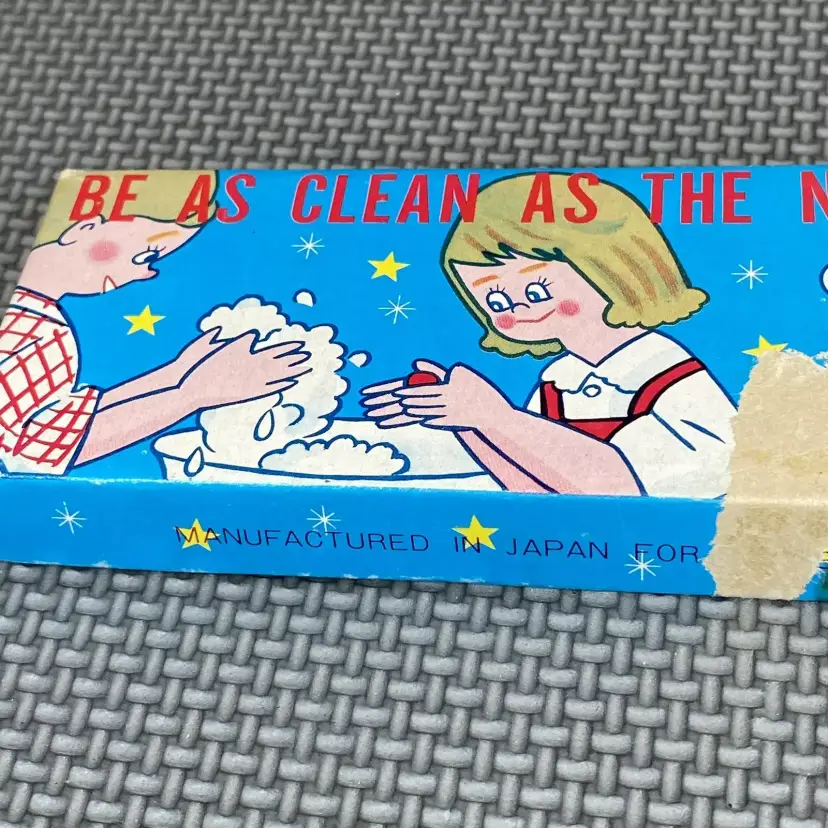 BE AS CLEAN AS THE
MANUFACTURED IN JAPAN FOR